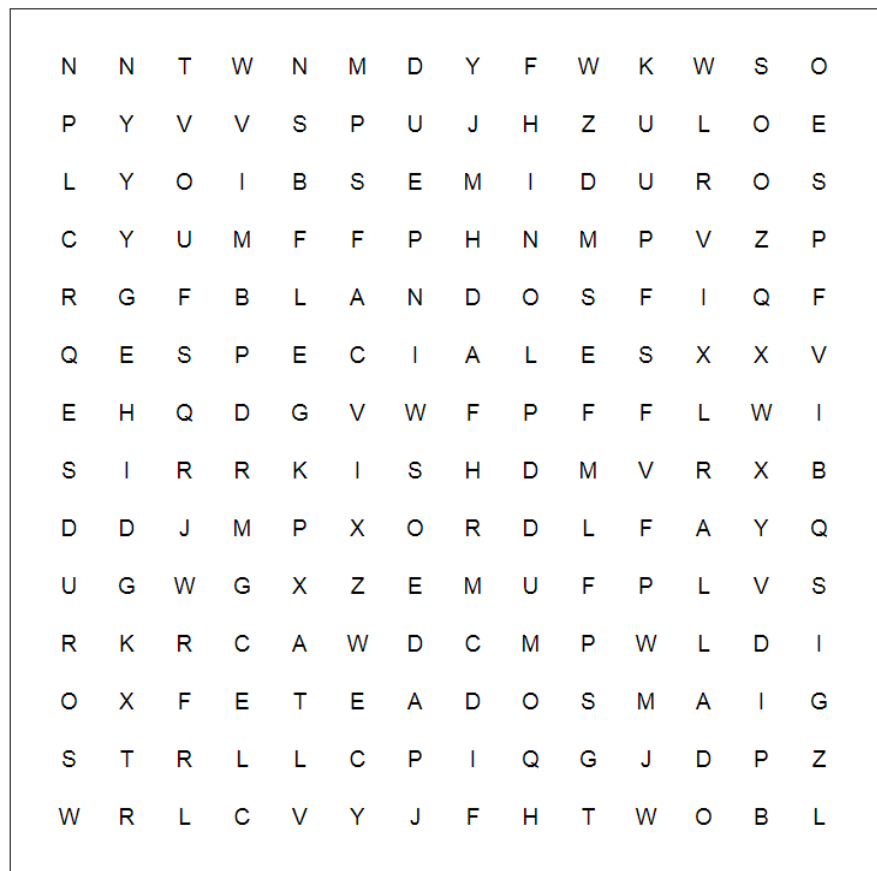 N N T W N M D Y F W K W S O
P Y V V S P U J H Z U L O E
L Y O I B S E M I D U R O S
C Y U M F F P H N M P V Z P
R G F B L A N D O S F I Q F
Q E S P E C I A L E S X X V
E H Q D G V W F P F F L W I
S I R R K I S H D M V R X B
D D J M P X O R D L F A Y Q
U G W G X Z E M U F P L V S
R K R C A W D C M P W L D I
O X F E T E A D O S M A I G
S T R L L C P I Q G J D P Z
W R L C V Y J F H T W O B L